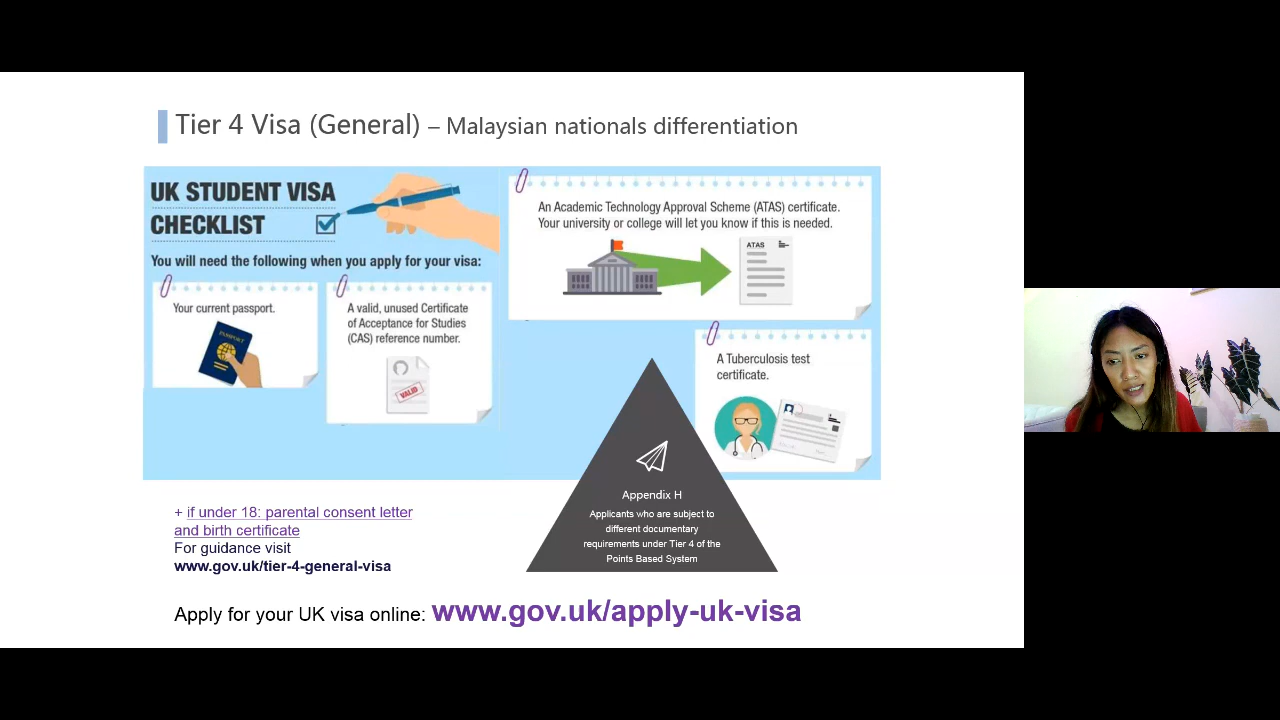 Tier 4 Visa (General) – Malaysian nationals differentiation
UK STUDENT VISA
CHECKLIST
You will need the following when you apply for your visa:
Your current passport.
PASSPORT
A valid, unused Certificate
of Acceptance for Studies
(CAS) reference number.
VALID
An Academic Technology Approval Scheme (ATAS) certificate.
Your university or college will let you know if this is needed.
ATAS
A Tuberculosis test
certificate.
Appendix H
Applicants who are subject to
different documentary
requirements under Tier 4 of the
Points Based System
+ if under 18: parental consent letter
and birth certificate
For guidance visit
www.gov.uk/tier-4-general-visa
Apply for your UK visa online: www.gov.uk/apply-uk-visa